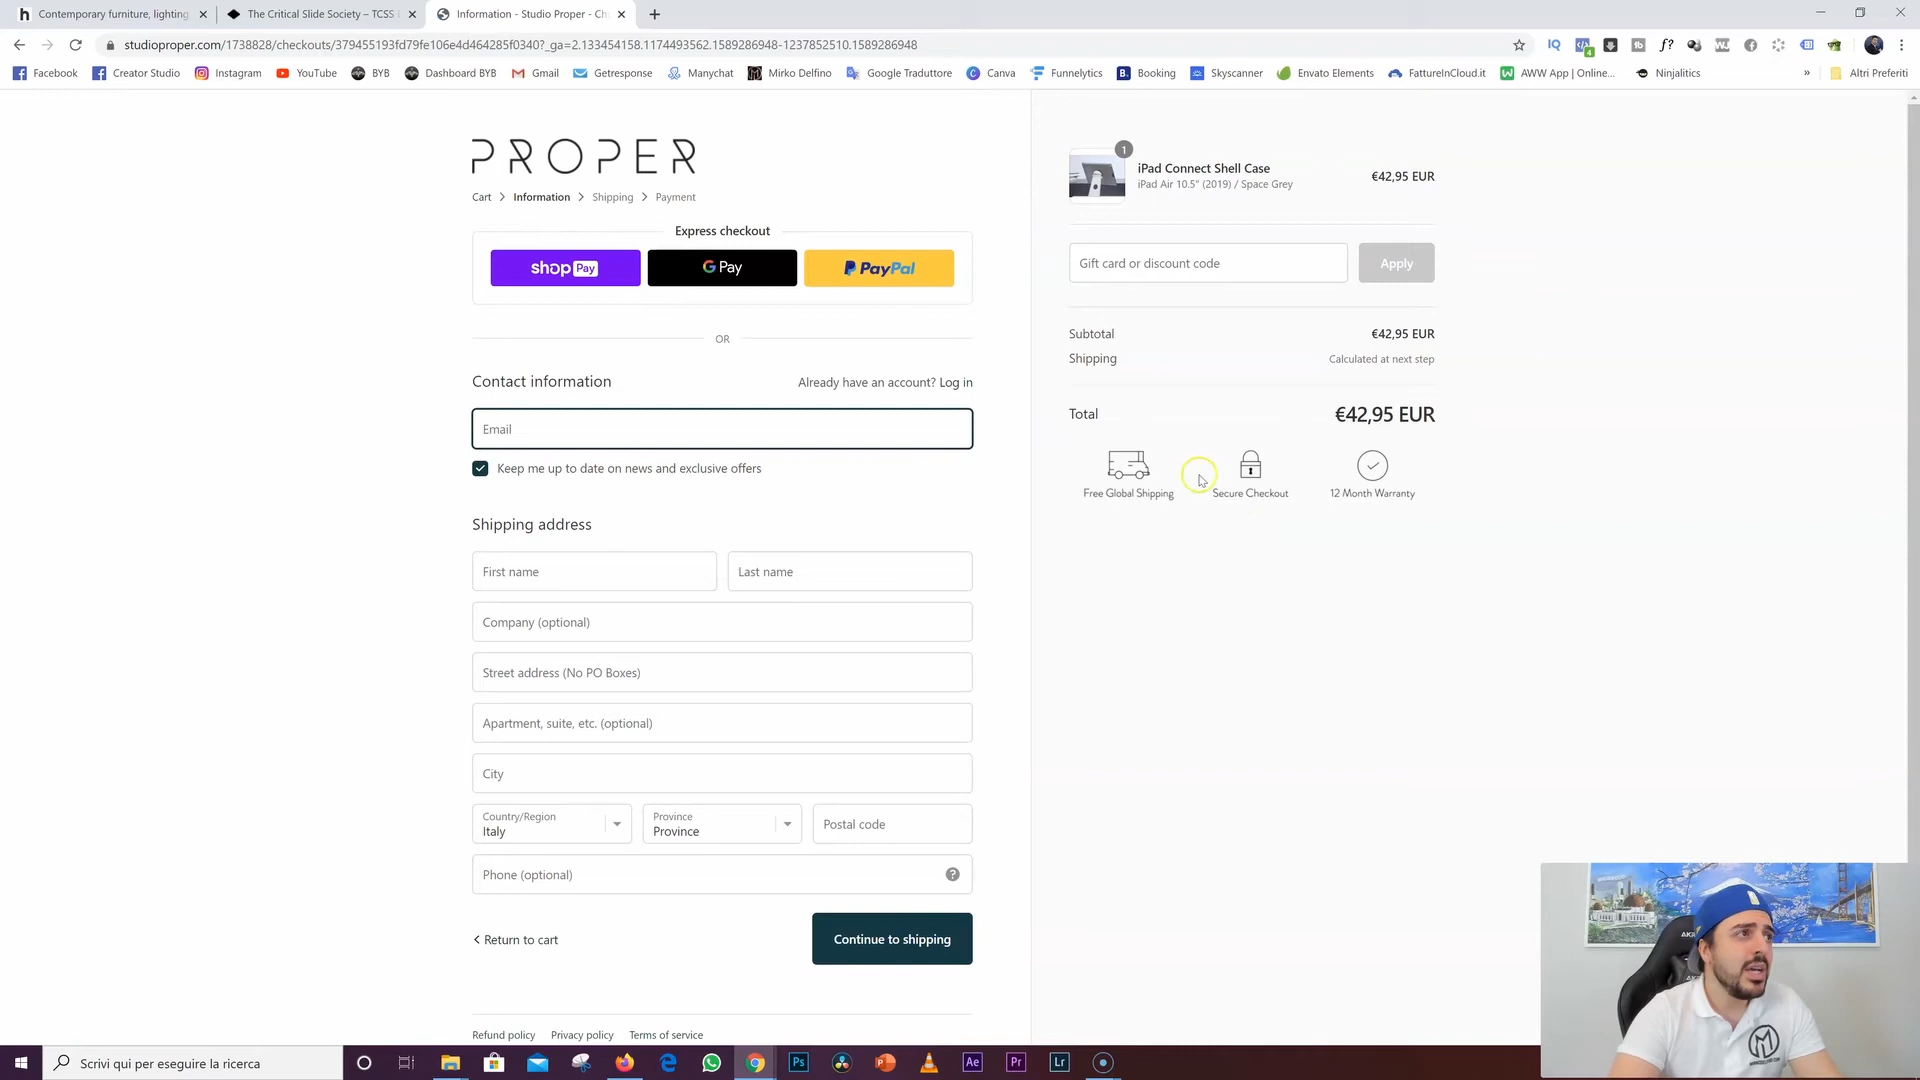 Contemporary furniture, lighting
The Critical Slide Society – TCSS
Information - Studio Proper - Ch
studioproper.com/1738828/checkouts/379455193fd79fe106e4d464285f0340?_ga=2.133454158.1174493562.1589286948-1237852510.1589286948
Facebook
Creator Studio
Instagram
YouTube
BYB
Dashboard BYB
Gmail
Getresponse
Manychat
Mirko Delfino
Google Traduttore
Canva
Funnelytics
Booking
Skyscanner
Envato Elements
FattureInCloud.it
AWW App | Online...
Ninjalitics
»
Altri Preferiti
PROPER
Cart > Information > Shipping > Payment
Express checkout
shop Pay
G Pay
PayPal
OR
Contact information
Already have an account? Log in
Email
Keep me up to date on news and exclusive offers
Shipping address
First name
Last name
Company (optional)
Street address (No PO Boxes)
Apartment, suite, etc. (optional)
City
Country/Region
Italy
Province
Province
Postal code
Phone (optional)
?
< Return to cart
Continue to shipping
Refund policy
Privacy policy
Terms of service
1
iPad Connect Shell Case
iPad Air 10.5" (2019) / Space Grey
€42,95 EUR
Gift card or discount code
Apply
Subtotal
€42,95 EUR
Shipping
Calculated at next step
Total
€42,95 EUR
Free Global Shipping
Secure Checkout
12 Month Warranty
Scrivi qui per eseguire la ricerca
Ps
Ae
Pr
Lr